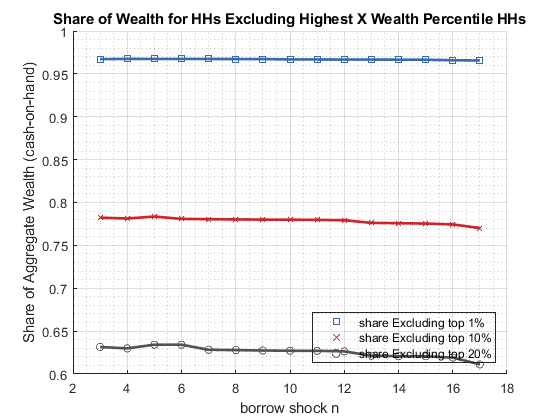 Share of Wealth for HHs Excluding Highest X Wealth Percentile HHs
Share of Aggregate Wealth (cash-on-hand)
1
0.95
0.9
0.85
0.8
0.75
0.7
0.65
0.6
share Excluding top 1%
share Excluding top 10%
share Excluding top 20%
2 4 6 8 10 12 14 16 18
borrow shock n